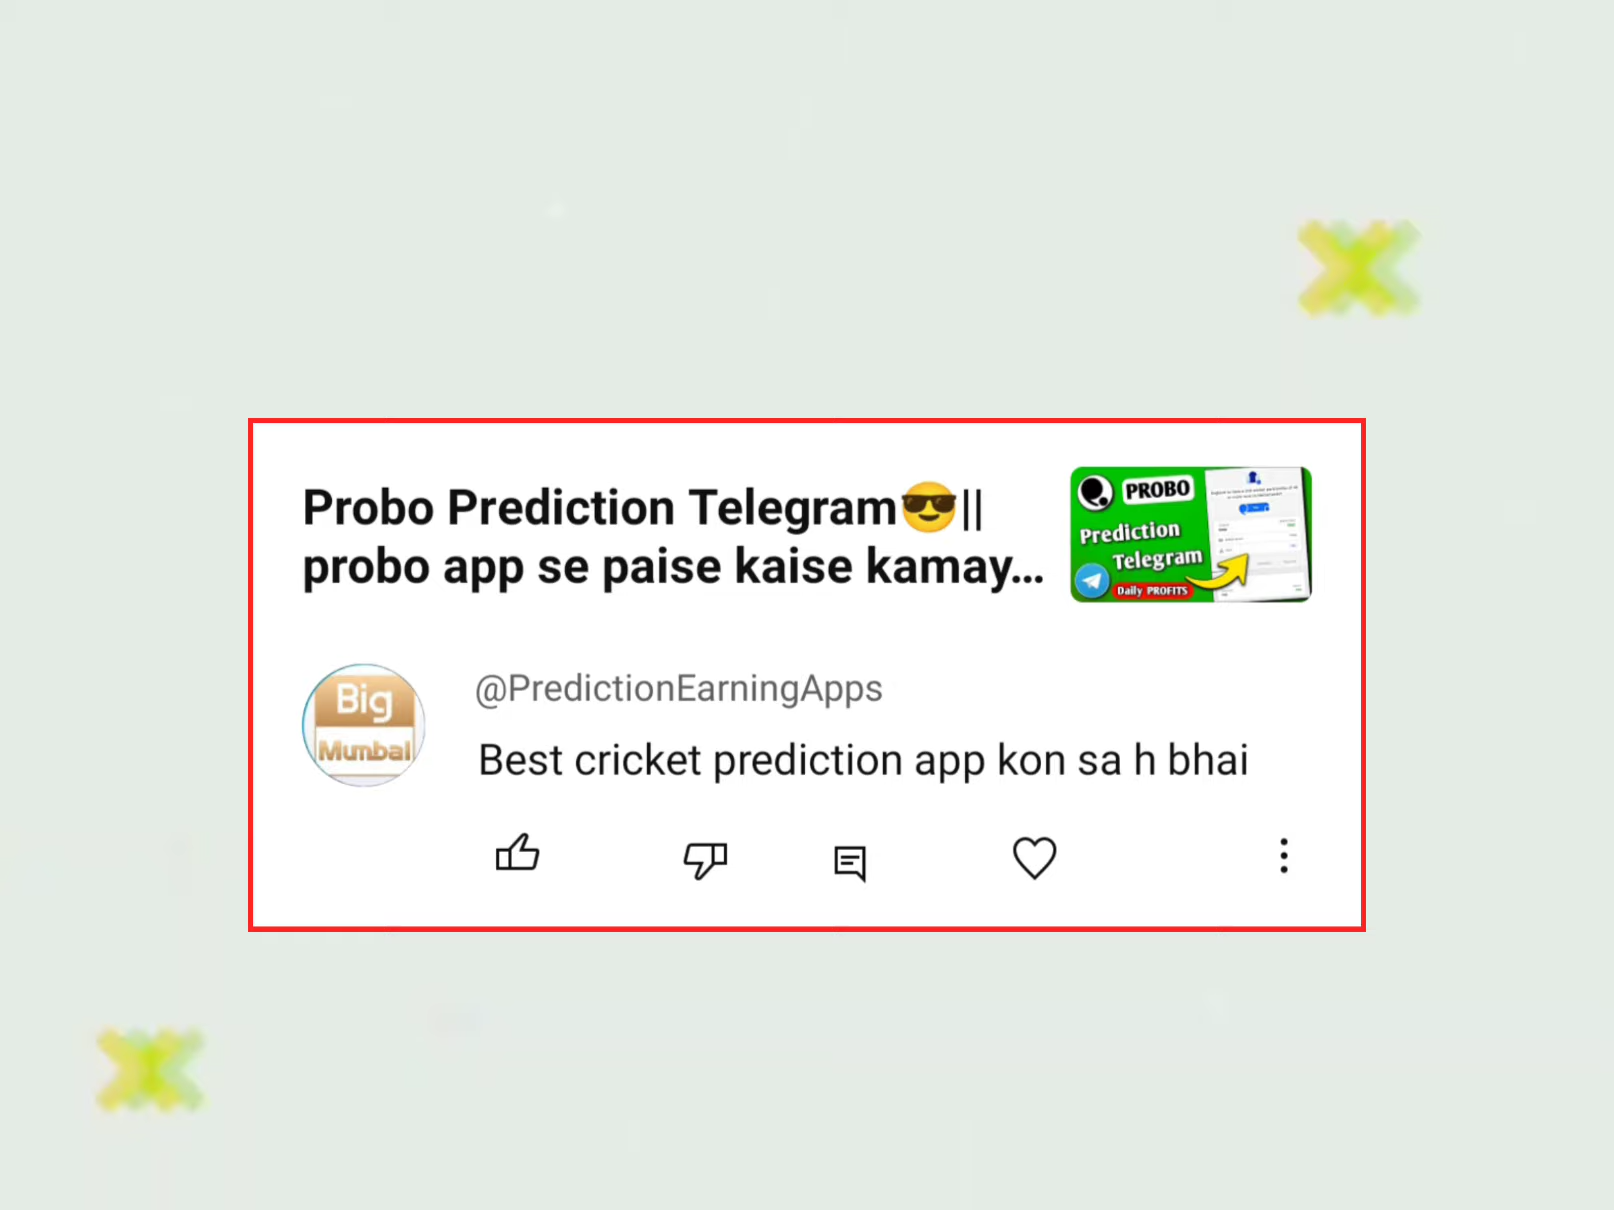 Probo Prediction Telegram😎||
probo app se paise kaise kamay...
PROBO
Prediction
Telegram
Daily PROFITS
Big
Mumbai
@PredictionEarningApps
Best cricket prediction app kon sa h bhai